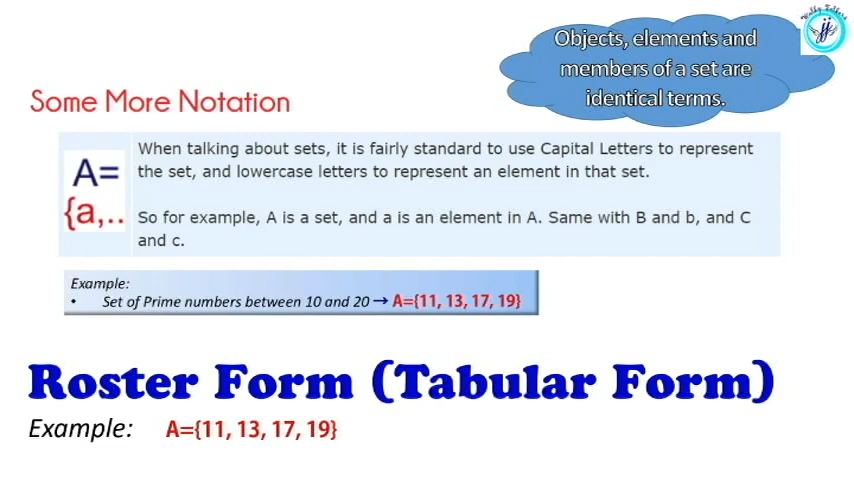 Objects, elements and
members of a set are
identical terms.
Some More Notation
When talking about sets, it is fairly standard to use Capital Letters to represent
the set, and lowercase letters to represent an element in that set.
A=
{a,..
So for example, A is a set, and a is an element in A. Same with B and b, and C
and c.
Example:
• Set of Prime numbers between 10 and 20 → A={11, 13, 17, 19}
Roster Form (Tabular Form)
Example: A={11, 13, 17, 19}